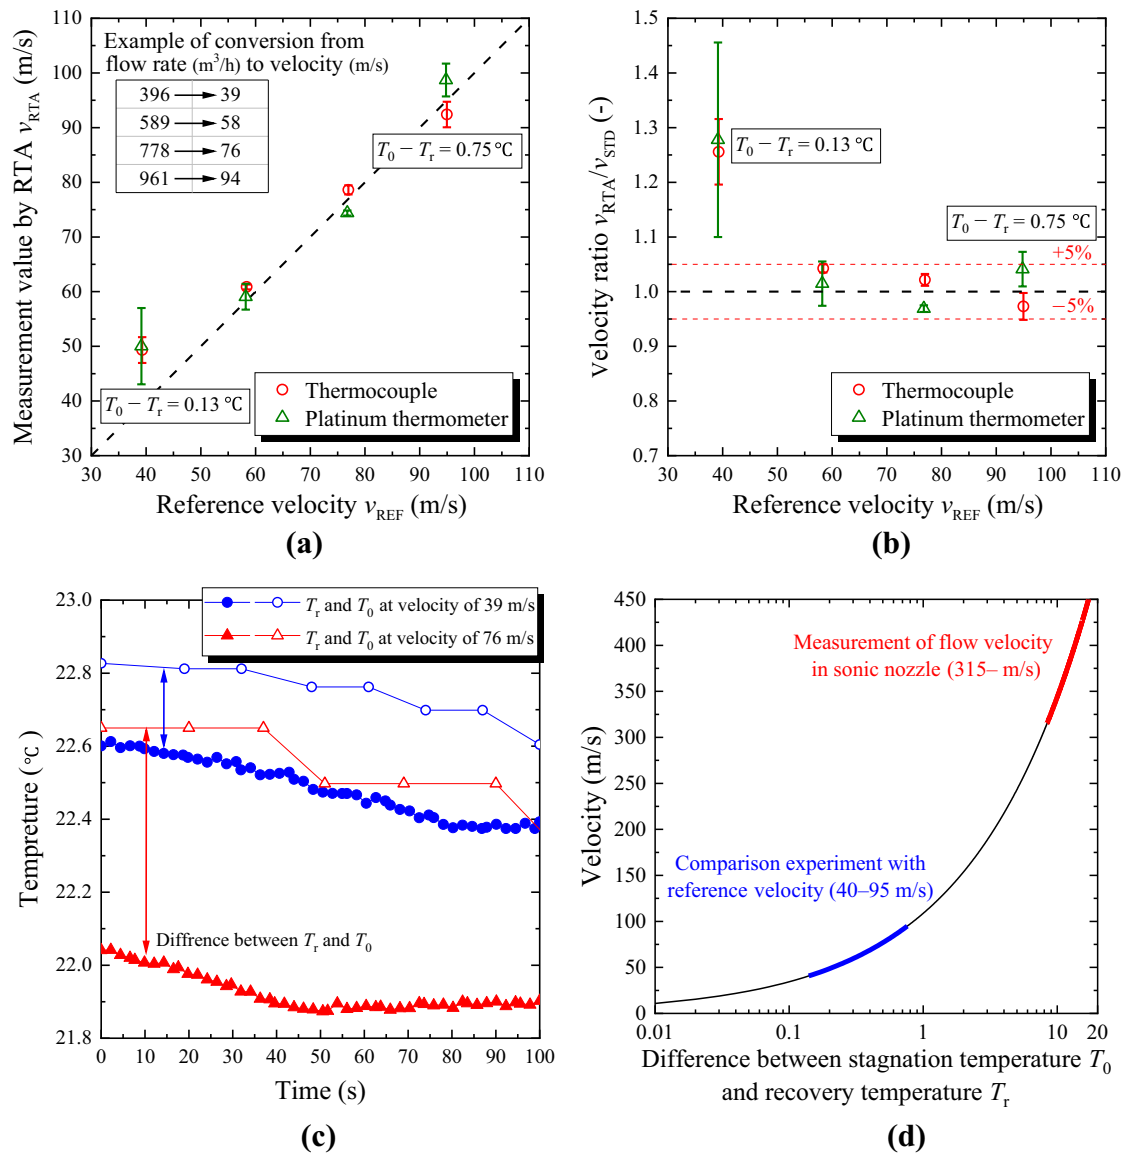 110
100
90
80
70
60
50
40
30
Measurement value by RTA v_RTA (m/s)
Example of conversion from
flow rate (m³/h) to velocity (m/s)
396 → 39
589 → 58
778 → 76
961 → 94
T₀ − Tᵣ = 0.75 ℃
T₀ − Tᵣ = 0.13 ℃
Thermocouple
Platinum thermometer
30 40 50 60 70 80 90 100 110
Reference velocity v_REF (m/s)
(a)
1.5
1.4
1.3
1.2
1.1
1.0
0.9
0.8
0.7
Velocity ratio v_RTA/v_STD (-)
T₀ − Tᵣ = 0.13 ℃
T₀ − Tᵣ = 0.75 ℃
+5%
−5%
Thermocouple
Platinum thermometer
30 40 50 60 70 80 90 100 110
Reference velocity v_REF (m/s)
(b)
Tᵣ and T₀ at velocity of 39 m/s
Tᵣ and T₀ at velocity of 76 m/s
23.0
22.8
22.6
22.4
22.2
22.0
21.8
Tempreture (℃)
Diffrence between Tᵣ and T₀
0 10 20 30 40 50 60 70 80 90 100
Time (s)
(c)
450
400
350
300
250
200
150
100
50
0
Velocity (m/s)
Measurement of flow velocity
in sonic nozzle (315– m/s)
Comparison experiment with
reference velocity (40–95 m/s)
0.01 0.1 1 10 20
Difference between stagnation temperature T₀
and recovery temperature Tᵣ
(d)